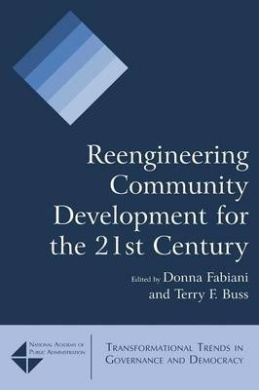 Reengineering
Community
Development for
the 21st Century
Edited by Donna Fabiani
and Terry F. Buss
National Academy of
Public Administration
Transformational Trends in
Governance and Democracy